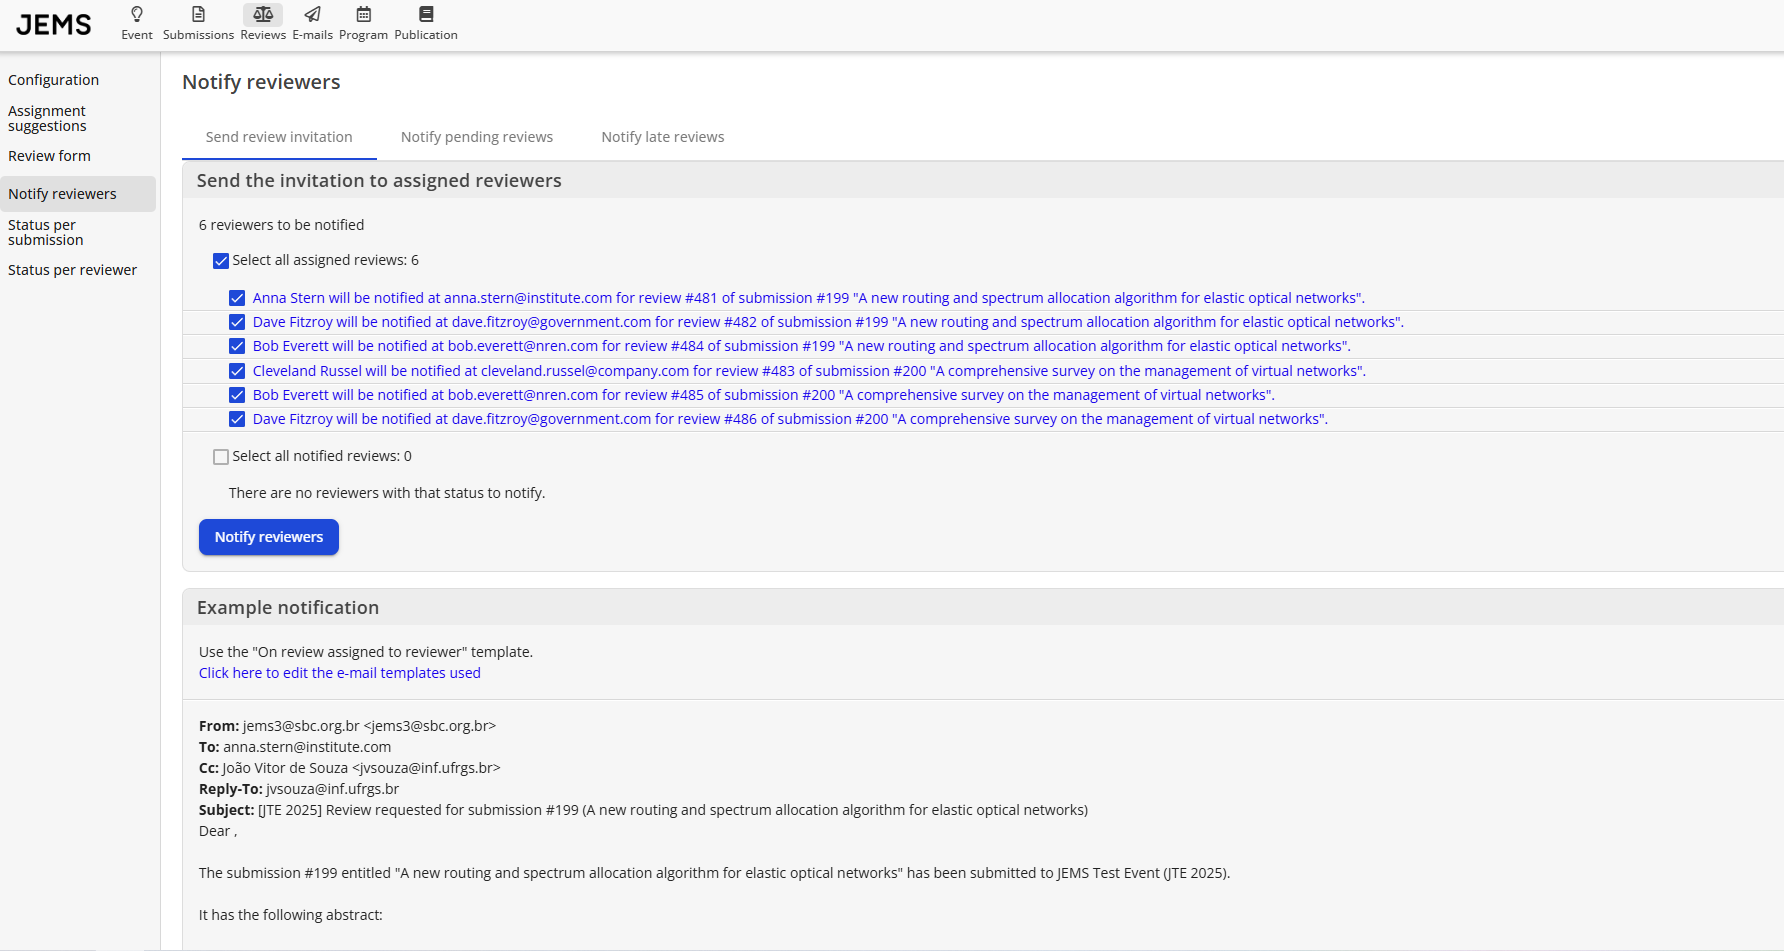 JEMS
Event Submissions Reviews E-mails Program Publication
Configuration
Assignment
suggestions
Review form
Notify reviewers
Status per
submission
Status per reviewer
Notify reviewers
Send review invitation Notify pending reviews Notify late reviews
Send the invitation to assigned reviewers
6 reviewers to be notified
Select all assigned reviews: 6
Anna Stern will be notified at anna.stern@institute.com for review #481 of submission #199 "A new routing and spectrum allocation algorithm for elastic optical networks".
Dave Fitzroy will be notified at dave.fitzroy@government.com for review #482 of submission #199 "A new routing and spectrum allocation algorithm for elastic optical networks".
Bob Everett will be notified at bob.everett@nren.com for review #484 of submission #199 "A new routing and spectrum allocation algorithm for elastic optical networks".
Cleveland Russel will be notified at cleveland.russel@company.com for review #483 of submission #200 "A comprehensive survey on the management of virtual networks".
Bob Everett will be notified at bob.everett@nren.com for review #485 of submission #200 "A comprehensive survey on the management of virtual networks".
Dave Fitzroy will be notified at dave.fitzroy@government.com for review #486 of submission #200 "A comprehensive survey on the management of virtual networks".
Select all notified reviews: 0
There are no reviewers with that status to notify.
Notify reviewers
Example notification
Use the "On review assigned to reviewer" template.
Click here to edit the e-mail templates used
From: jems3@sbc.org.br <jems3@sbc.org.br>
To: anna.stern@institute.com
Cc: João Vitor de Souza <jvsouza@inf.ufrgs.br>
Reply-To: jvsouza@inf.ufrgs.br
Subject: [JTE 2025] Review requested for submission #199 (A new routing and spectrum allocation algorithm for elastic optical networks)
Dear ,
The submission #199 entitled "A new routing and spectrum allocation algorithm for elastic optical networks" has been submitted to JEMS Test Event (JTE 2025).
It has the following abstract: